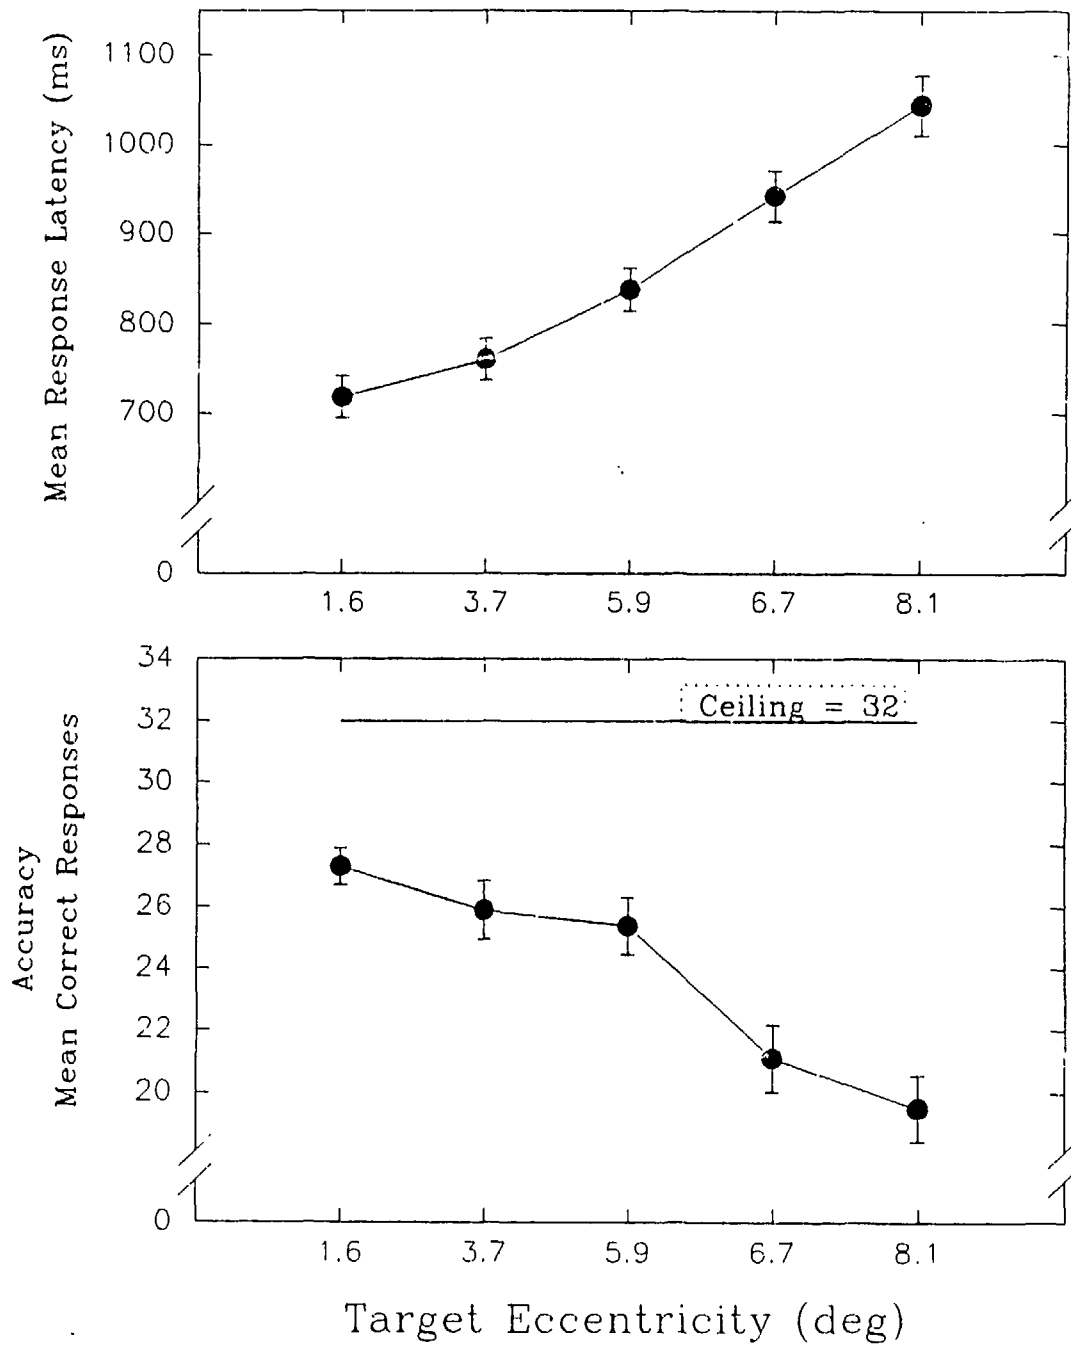 Mean Response Latency (ms)
1100
1000
900
800
700
0
1.6 3.7 5.9 6.7 8.1
Accuracy
Mean Correct Responses
34
32
30
28
26
24
22
20
0
Ceiling = 32
1.6 3.7 5.9 6.7 8.1
Target Eccentricity (deg)